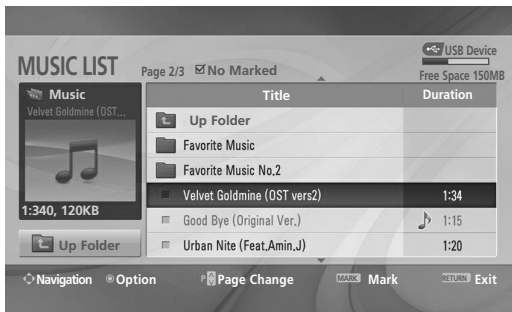 USB Device
MUSIC LIST Page 2/3 No Marked
Free Space 150MB
Music
Velvet Goldmine (OST...
1:340, 120KB
Up Folder
Title Duration
Up Folder
Favorite Music
Favorite Music No.2
Velvet Goldmine (OST vers2) 1:34
Good Bye (Original Ver.) 1:15
Urban Nite (Feat.Amin.J) 1:20
Navigation Option P Page Change MARK Mark RETURN Exit